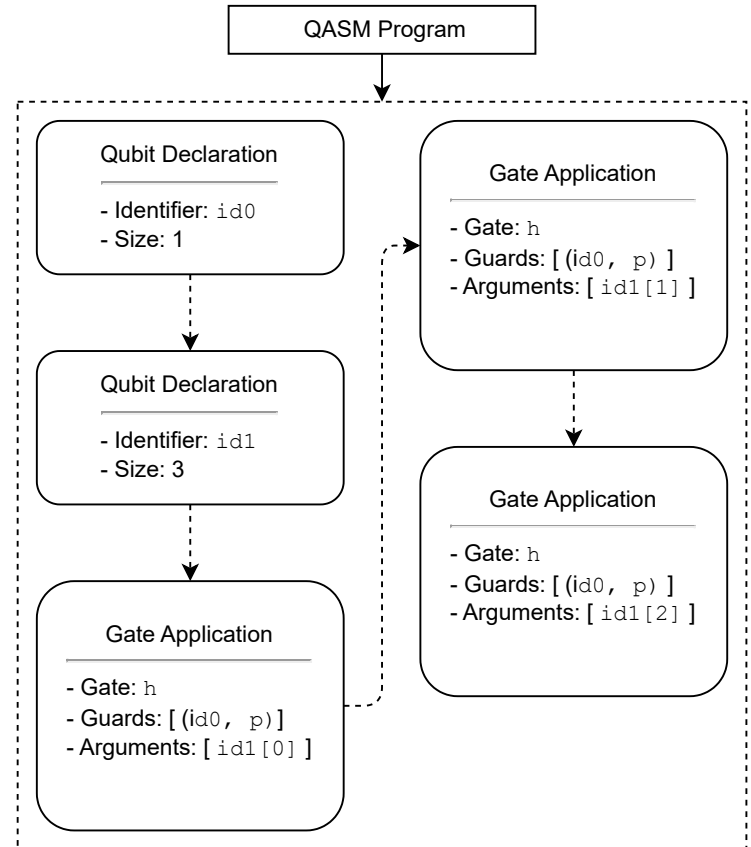 QASM Program
Qubit Declaration
- Identifier: id0
- Size: 1
Qubit Declaration
- Identifier: id1
- Size: 3
Gate Application
- Gate: h
- Guards: [ (id0, p)]
- Arguments: [ id1[0] ]
Gate Application
- Gate: h
- Guards: [ (id0, p) ]
- Arguments: [ id1[1] ]
Gate Application
- Gate: h
- Guards: [ (id0, p) ]
- Arguments: [ id1[2] ]